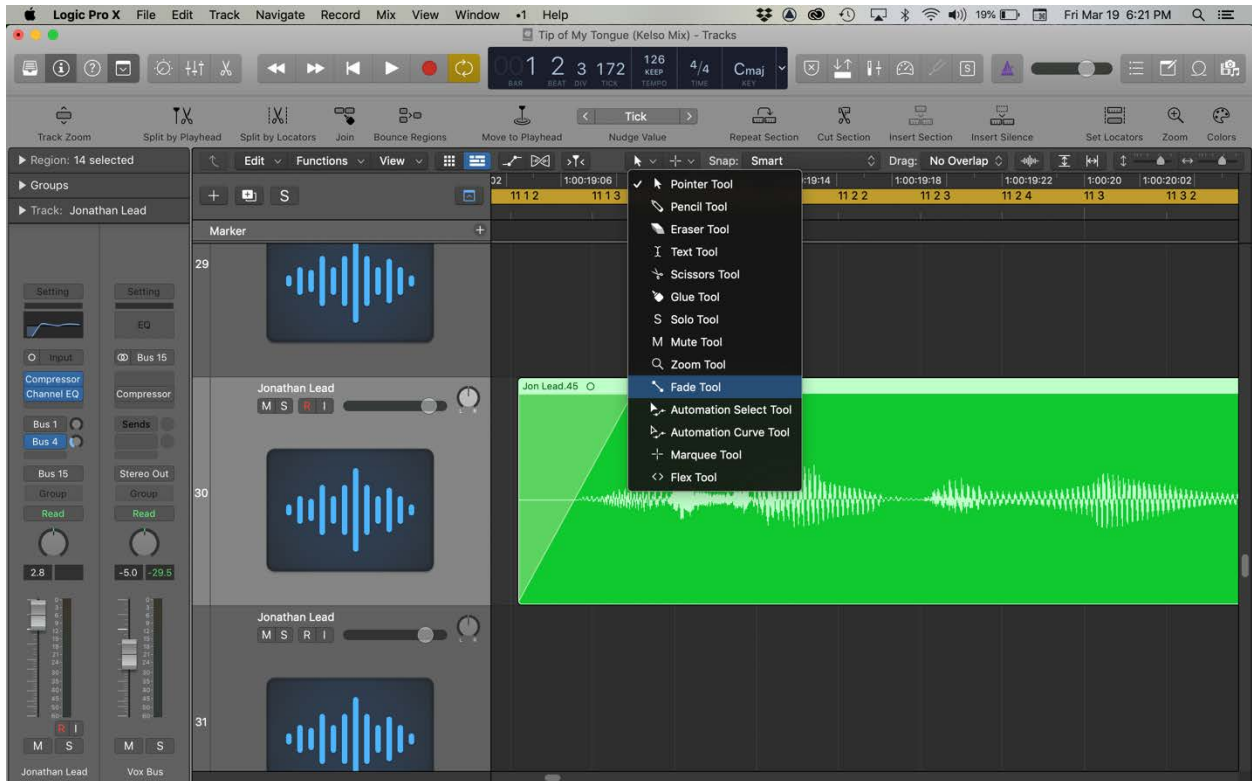 Logic Pro X File Edit Track Navigate Record Mix View Window •1 Help 19% Fri Mar 19 6:21 PM
Tip of My Tongue (Kelso Mix) - Tracks
001 2 3 172 126 KEEP 4/4 Cmaj
BAR BEAT DIV TICK TEMPO TIME KEY
Tick
Track Zoom Split by Playhead Split by Locators Join Bounce Regions Move to Playhead Nudge Value Repeat Section Cut Section Insert Section Insert Silence Set Locators Zoom Colors
Region: 14 selected
Edit Functions View Snap: Smart Drag: No Overlap
Groups
Track: Jonathan Lead
S
02 1:00:19:06 :19:14 1:00:19:18 1:00:19:22 1:00:20 1:00:20:02
11 1 2 11 1 3 11 2 2 11 2 3 11 2 4 11 3 11 3 2
Marker
Pointer Tool
Pencil Tool
Eraser Tool
Text Tool
Scissors Tool
Glue Tool
S Solo Tool
M Mute Tool
Zoom Tool
Fade Tool
Automation Select Tool
Automation Curve Tool
Marquee Tool
Flex Tool
Setting Setting
EQ
Input Bus 15
Compressor
Channel EQ Compressor
Bus 1 Sends
Bus 4
Bus 15 Stereo Out
Group Group
Read Read
2.8 -5.0 -29.5
R I
M S M S
Jonathan Lead Vox Bus
29
Jonathan Lead
M S R I
L R
30
Jon Lead.45
Jonathan Lead
M S R I
L R
31